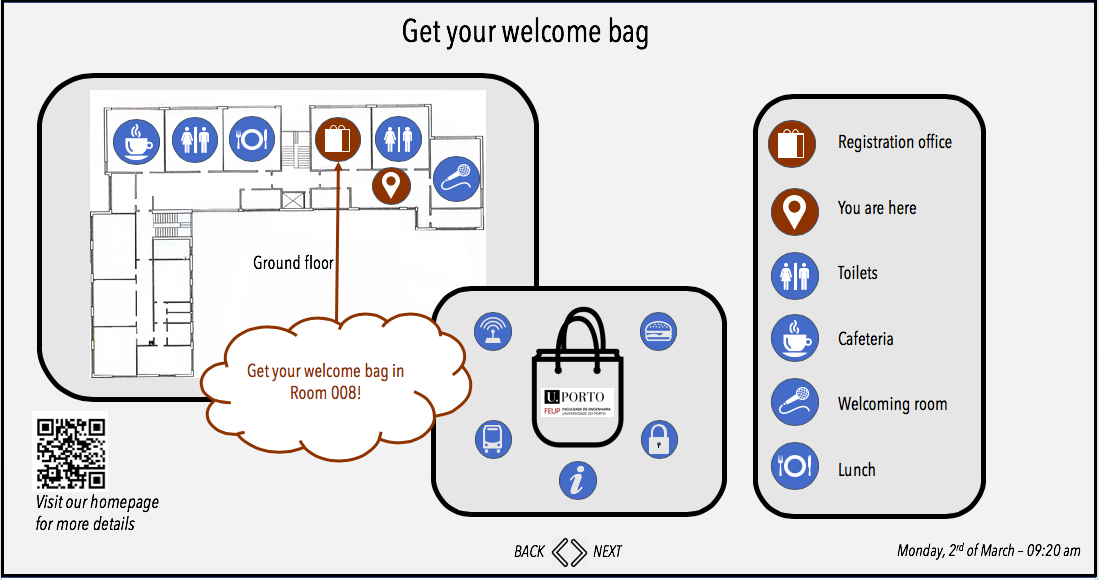 Get your welcome bag
Ground floor
Get your welcome bag in
Room 008!
U. PORTO
FEUP FACULDADE DE ENGENHARIA
UNIVERSIDADE DO PORTO
Registration office
You are here
Toilets
Cafeteria
Welcoming room
Lunch
Visit our homepage
for more details
BACK NEXT
Monday, 2rd of March – 09:20 am